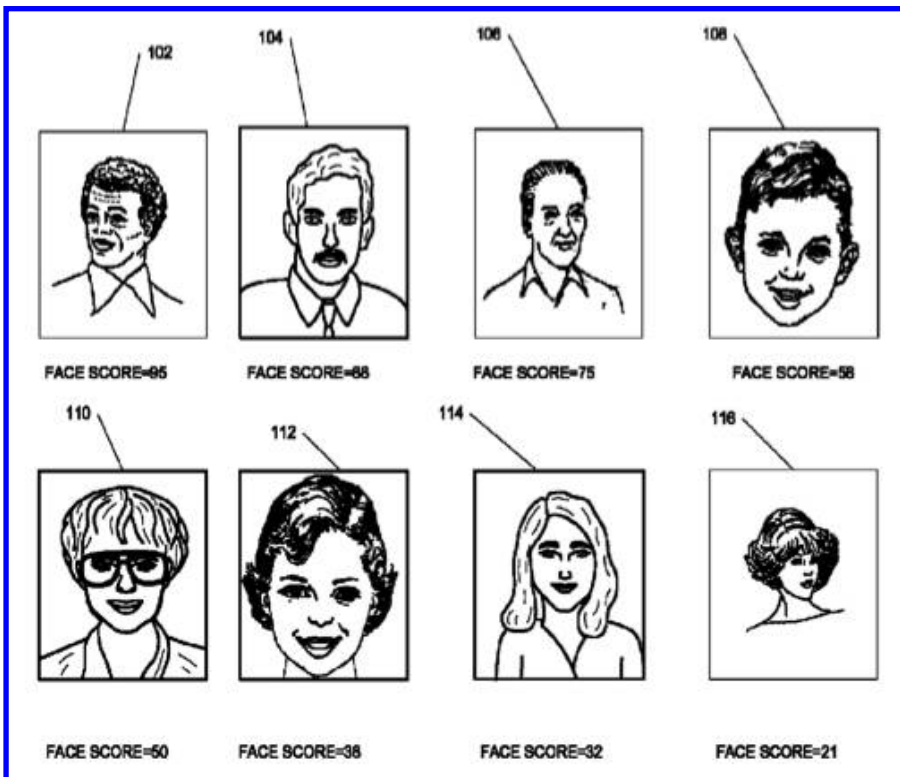 102 104 106 108
FACE SCORE=95 FACE SCORE=88 FACE SCORE=75 FACE SCORE=58
110 112 114 116
FACE SCORE=50 FACE SCORE=38 FACE SCORE=32 FACE SCORE=21